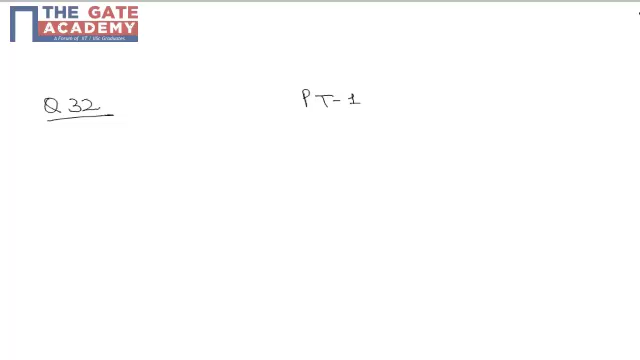 THE GATE
ACADEMY
A Forum of IIT / IISc Graduates
Q 32
PT-1